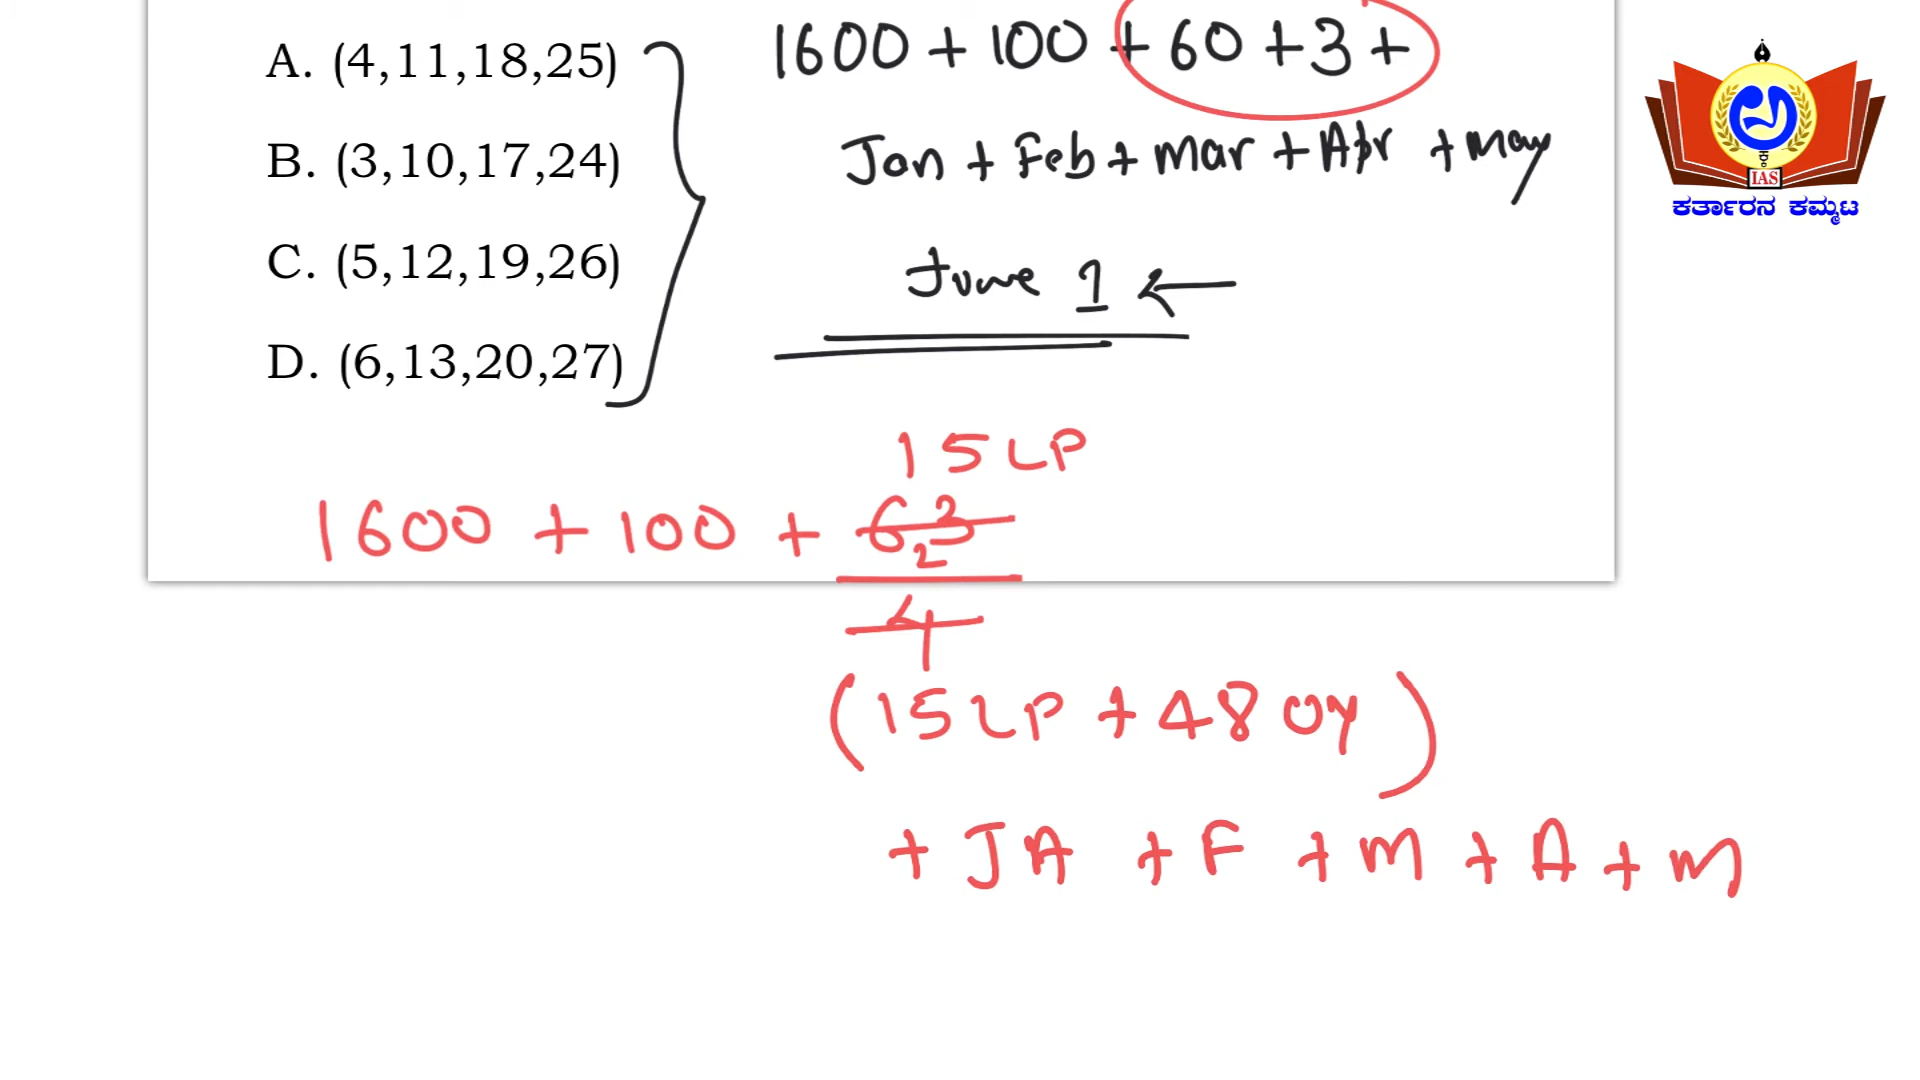 A. (4,11,18,25)
B. (3,10,17,24)
C. (5,12,19,26)
D. (6,13,20,27)
1600 + 100 + 60 + 3 +
Jan + Feb + Mar + Apr + May
June 1 ←
15 LP
1600 + 100 + 63
2
4
(15 LP + 48 OY)
+ JA + F + M + A + M
IAS
ಕರ್ತಾರನ ಕಮ್ಮಟ